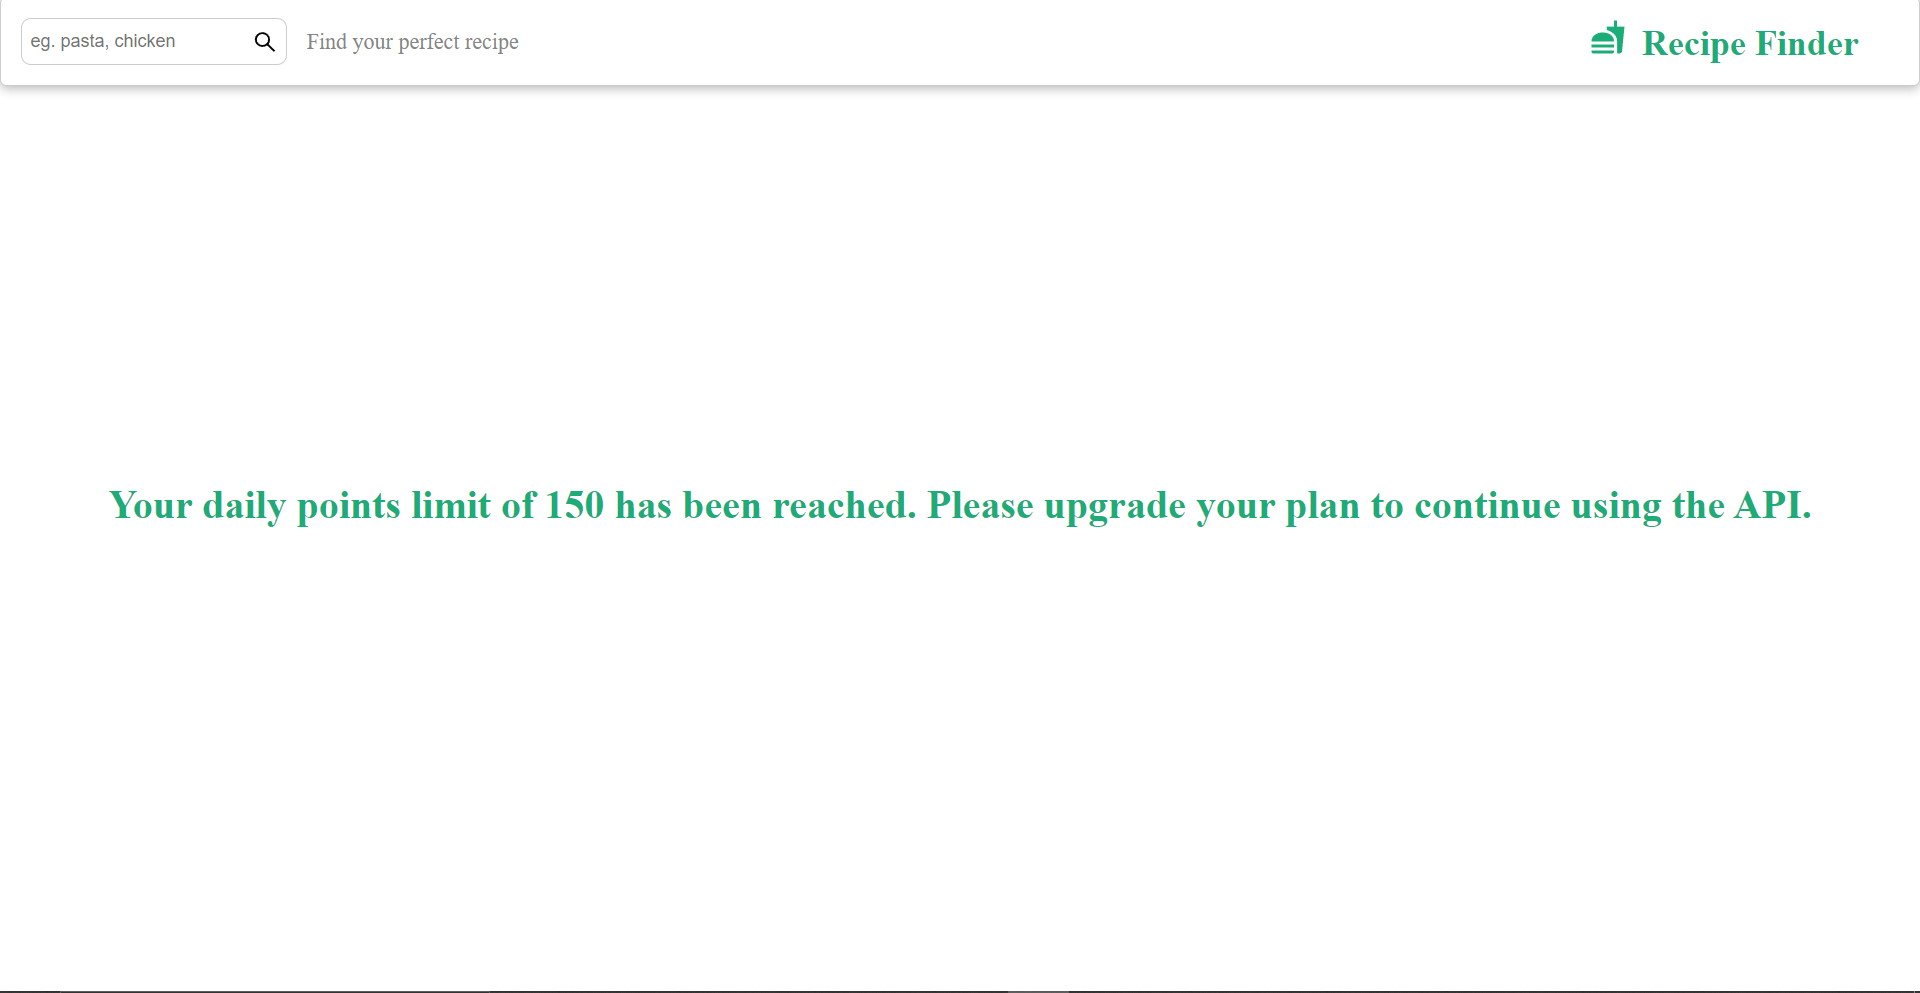 eg. pasta, chicken
Find your perfect recipe
Recipe Finder
Your daily points limit of 150 has been reached. Please upgrade your plan to continue using the API.